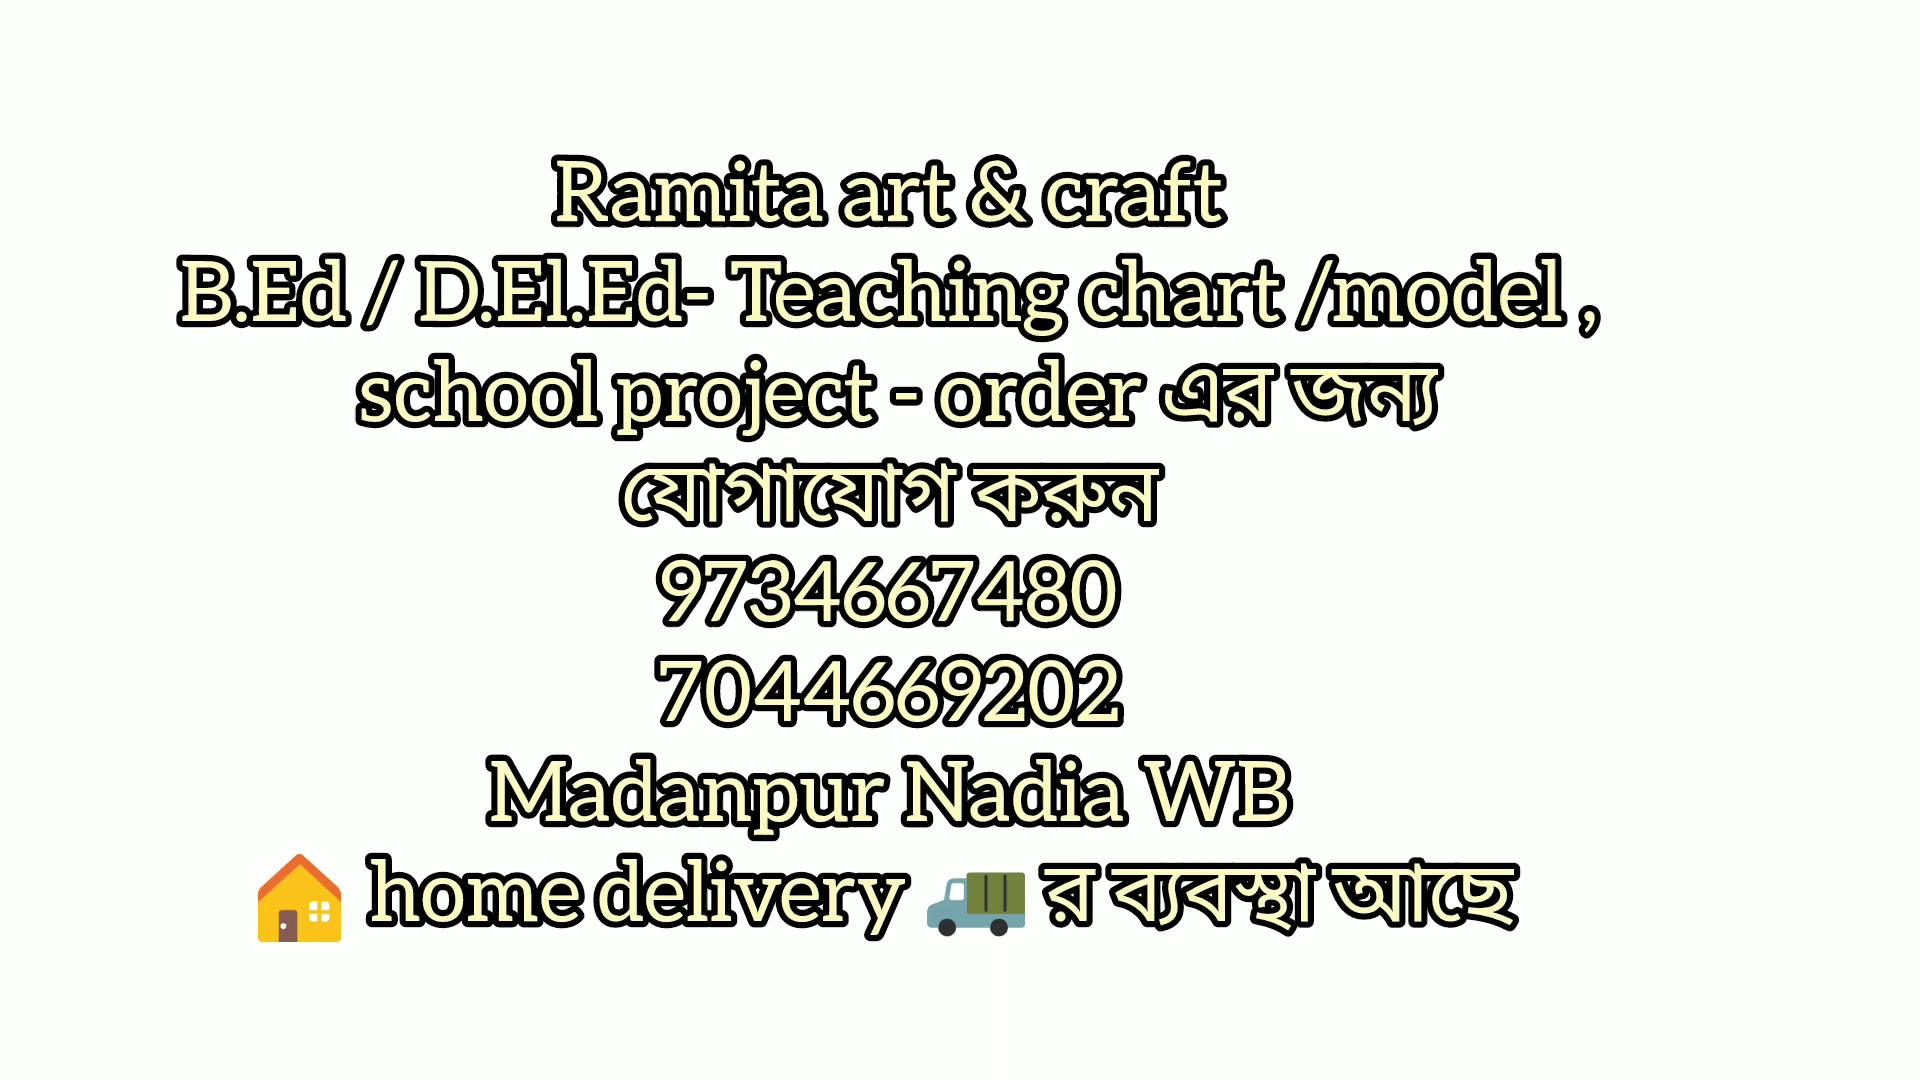 Ramita art & craft
B.Ed / D.El.Ed- Teaching chart /model ,
school project - order এর জন্য
যোগাযোগ করুন
9734667480
7044669202
Madanpur Nadia WB
🏠 home delivery 🚚 র ব্যবস্থা আছে